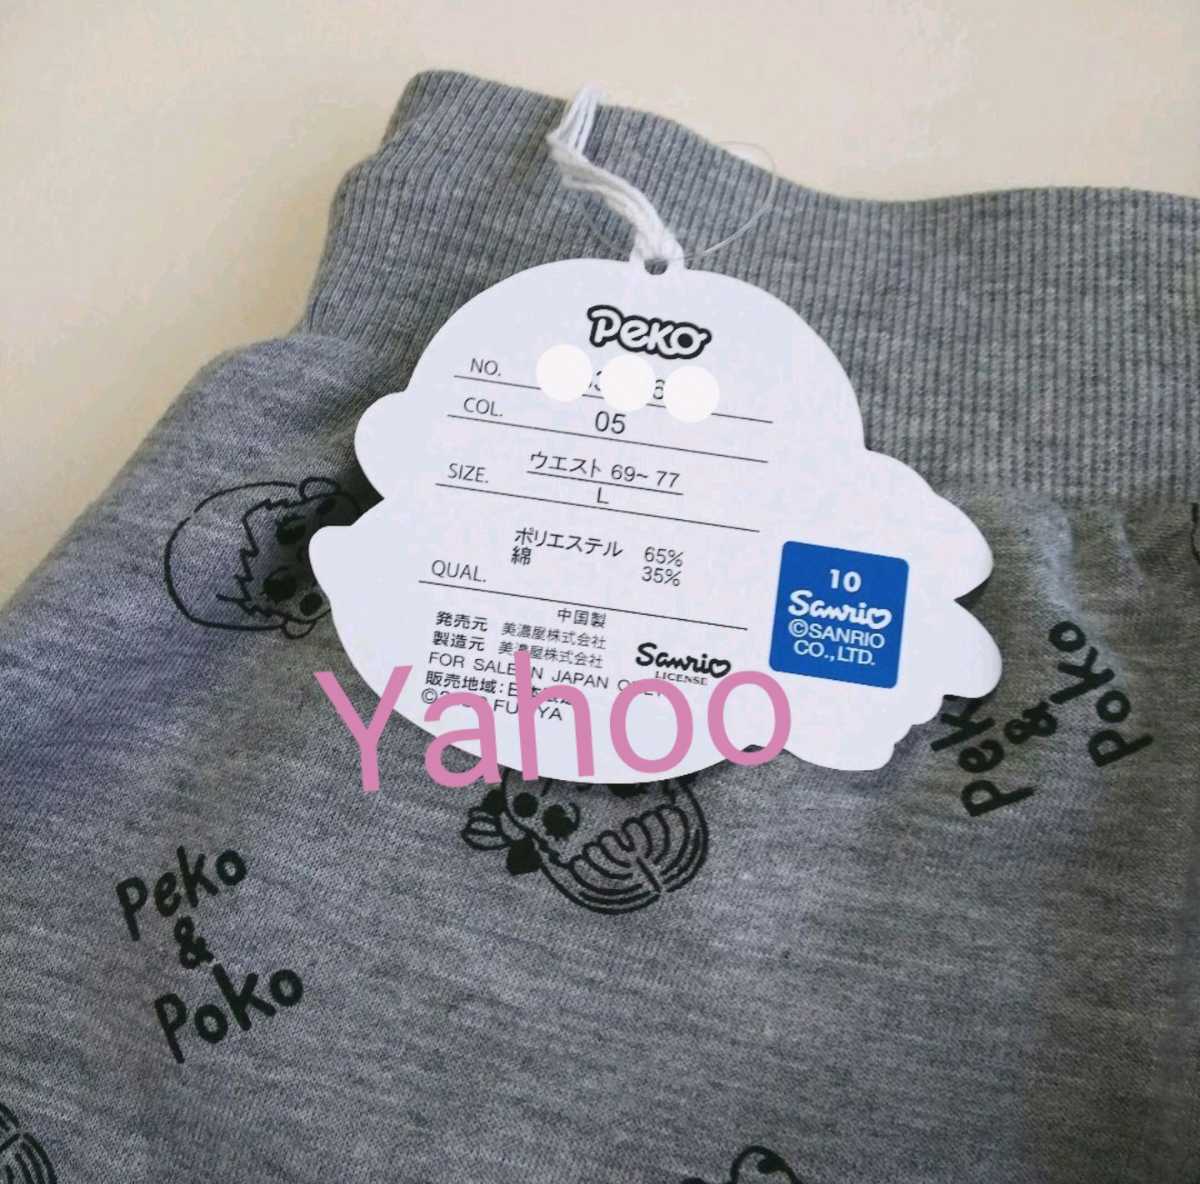 Peko
NO.
COL. 05
SIZE. ウエスト 69~77
L
ポリエステル 65%
綿 35%
QUAL.
中国製
発売元 美濃屋株式会社
製造元 美濃屋株式会社
FOR SALE IN JAPAN
販売地域:日本
Sanrio
LICENSE
10
Sanrio
©SANRIO
CO.,LTD.
Yahoo
Peko
&
Poko
Pek
&
Poko